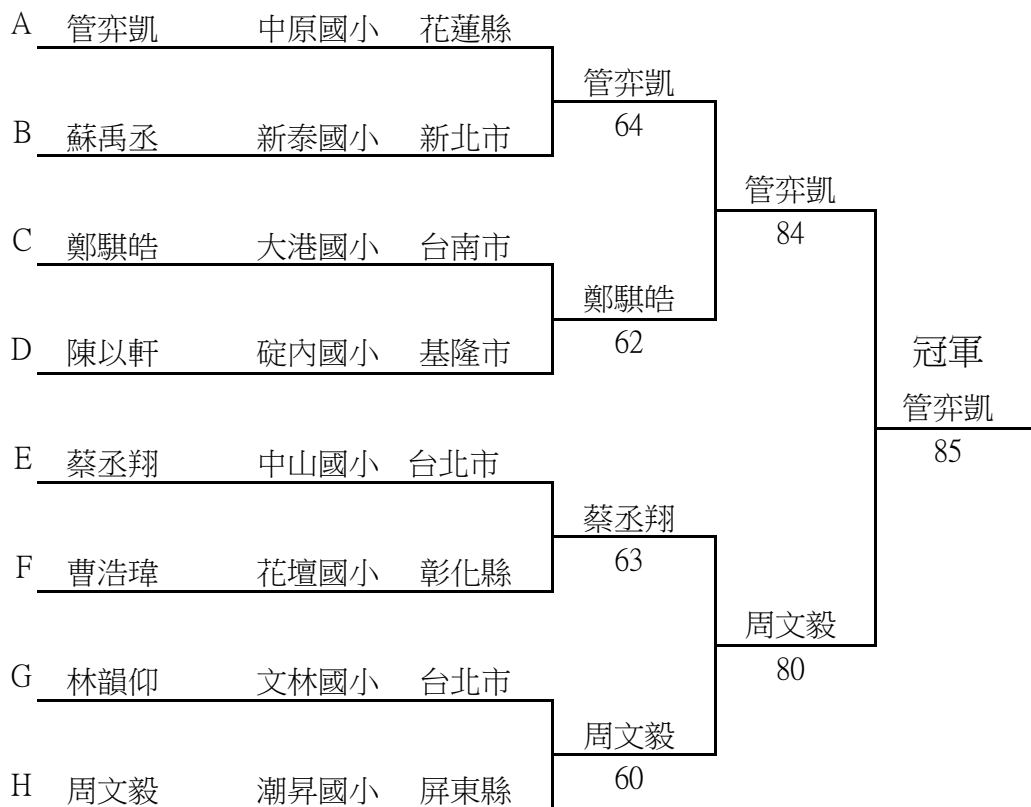 A 管弈凱 中原國小 花蓮縣
管弈凱
64
B 蘇禹丞 新泰國小 新北市
管弈凱
84
C 鄭騏皓 大港國小 台南市
鄭騏皓
62
D 陳以軒 碇內國小 基隆市
冠軍
管弈凱
85
E 蔡丞翔 中山國小 台北市
蔡丞翔
63
F 曹浩瑋 花壇國小 彰化縣
周文毅
80
G 林韻仰 文林國小 台北市
周文毅
60
H 周文毅 潮昇國小 屏東縣